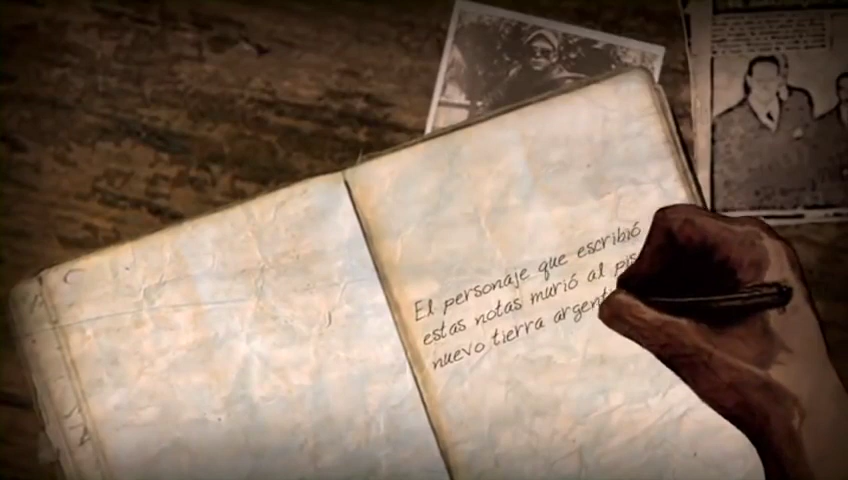 El personaje que escribió
estas notas murió al
nuevo tierra